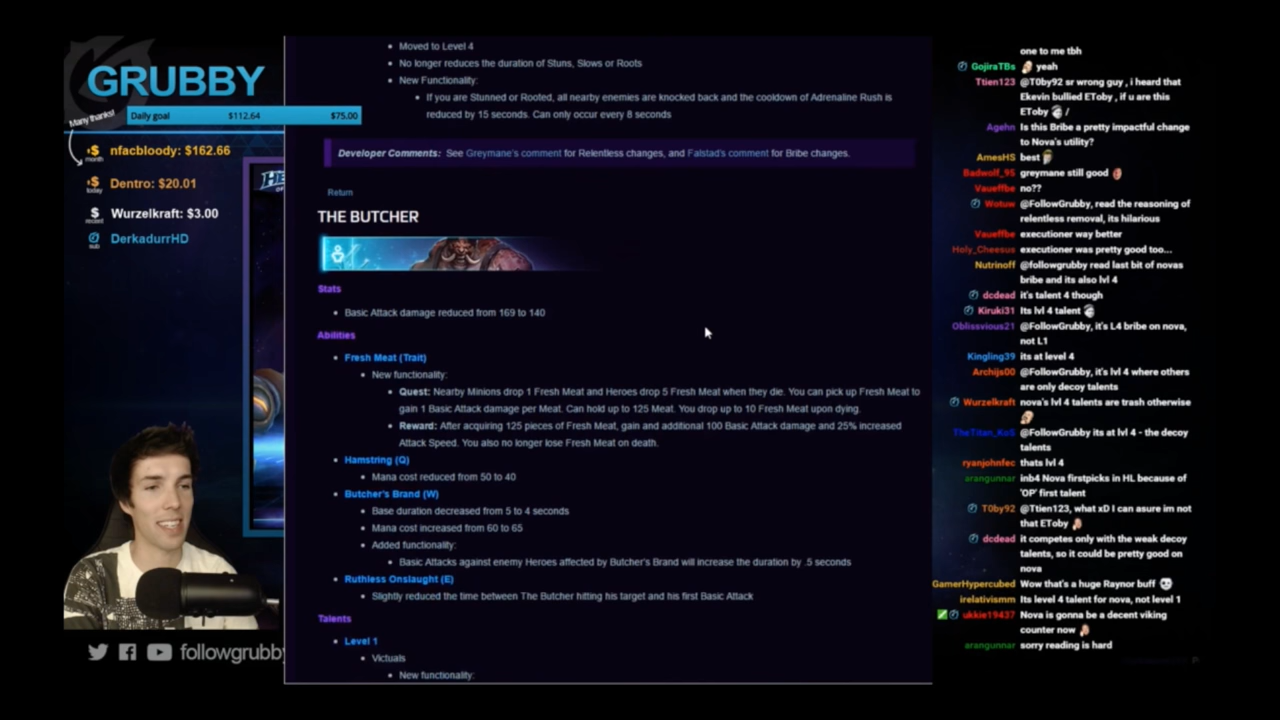 GRUBBY
Many thanks!
Daily goal $112.64 $75.00
$ month nfacbloody: $162.66
$ today Dentro: $20.01
$ recent Wurzelkraft: $3.00
sub DerkadurrHD
HE
OF
followgrubby
Moved to Level 4
No longer reduces the duration of Stuns, Slows or Roots
New Functionality:
If you are Stunned or Rooted, all nearby enemies are knocked back and the cooldown of Adrenaline Rush is
reduced by 15 seconds. Can only occur every 8 seconds
Developer Comments: See Greymane's comment for Relentless changes, and Falstad's comment for Bribe changes.
Return
THE BUTCHER
Stats
Basic Attack damage reduced from 169 to 140
Abilities
Fresh Meat (Trait)
New functionality:
Quest: Nearby Minions drop 1 Fresh Meat and Heroes drop 5 Fresh Meat when they die. You can pick up Fresh Meat to
gain 1 Basic Attack damage per Meat. Can hold up to 125 Meat. You drop up to 10 Fresh Meat upon dying.
Reward: After acquiring 125 pieces of Fresh Meat, gain and additional 100 Basic Attack damage and 25% increased
Attack Speed. You also no longer lose Fresh Meat on death.
Hamstring (Q)
Mana cost reduced from 50 to 40
Butcher's Brand (W)
Base duration decreased from 5 to 4 seconds
Mana cost increased from 60 to 65
Added functionality:
Basic Attacks against enemy Heroes affected by Butcher's Brand will increase the duration by .5 seconds
Ruthless Onslaught (E)
Slightly reduced the time between The Butcher hitting his target and his first Basic Attack
Talents
Level 1
Victuals
New functionality:
one to me tbh
GojiraTBs yeah
Ttien123 @T0by92 sr wrong guy , i heard that
Ekevin bullied EToby , if u are this
EToby /
Agehn Is this Bribe a pretty impactful change
to Nova's utility?
AmesHS best
Badwolf_95 greymane still good
Vaueffbe no??
Wotuw @FollowGrubby, read the reasoning of
relentless removal, its hilarious
Vaueffbe executioner way better
Holy_Cheesus executioner was pretty good too...
Nutrinoff @followgrubby read last bit of novas
bribe and its also lvl 4
dcdead it's talent 4 though
Kiruki31 Its lvl 4 talent
Oblissvious21 @FollowGrubby, it's L4 bribe on nova,
not L1
Kingling39 its at level 4
Archijs00 @FollowGrubby, it's lvl 4 where others
are only decoy talents
Wurzelkraft nova's lvl 4 talents are trash otherwise
TheTitan_KoS @FollowGrubby its at lvl 4 - the decoy
talents
ryanjohnfec thats lvl 4
arangunnar inb4 Nova firstpicks in HL because of
'OP' first talent
T0by92 @Ttien123, what xD I can asure im not
that EToby
dcdead it competes only with the weak decoy
talents, so it could be pretty good on
nova
GamerHypercubed Wow that's a huge Raynor buff
irelativismm Its level 4 talent for nova, not level 1
ukkie19437 Nova is gonna be a decent viking
counter now
arangunnar sorry reading is hard